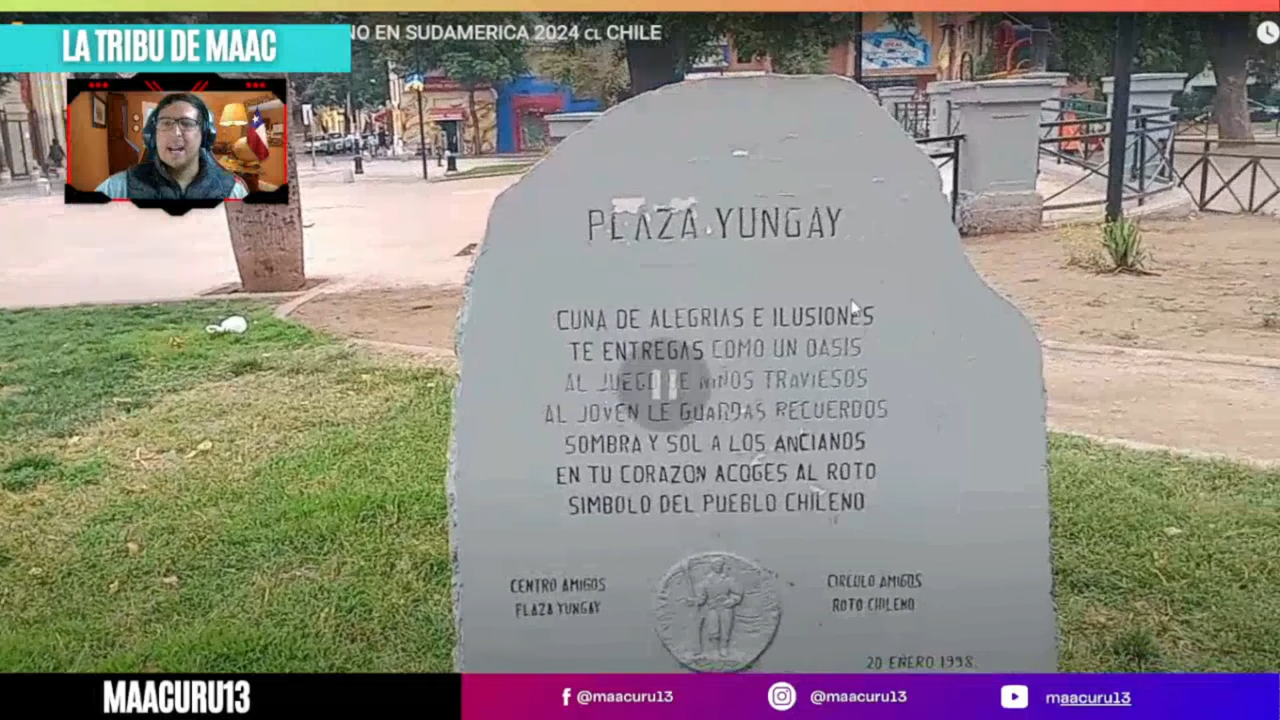 NO EN SUDAMERICA 2024 CL CHILE
LA TRIBU DE MAAC
PLAZA YUNGAY
CUNA DE ALEGRIAS E ILUSIONES
TE ENTREGAS COMO UN OASIS
AL JUEGO DE NIÑOS TRAVIESOS
AL JOVEN LE GUARDAS RECUERDOS
SOMBRA Y SOL A LOS ANCIANOS
EN TU CORAZON ACOGES AL ROTO
SIMBOLO DEL PUEBLO CHILENO
CENTRO AMIGOS
PLAZA YUNGAY
CIRCULO AMIGOS
ROTO CHILENO
20 ENERO 1998.
MAACURU13
@maacuru13
@maacuru13
maacuru13